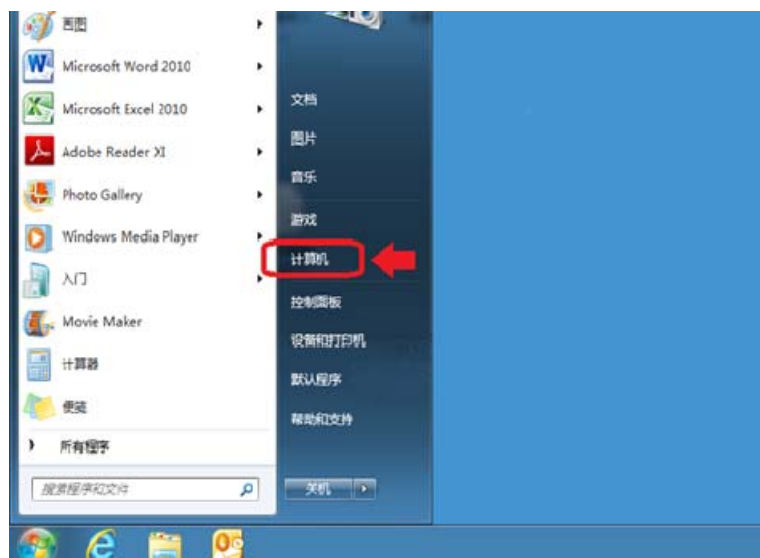 画图
Microsoft Word 2010
Microsoft Excel 2010
Adobe Reader XI
Photo Gallery
Windows Media Player
入门
Movie Maker
计算器
便笺
所有程序
搜索程序和文件
文档
图片
音乐
游戏
计算机
控制面板
设备和打印机
默认程序
帮助和支持
关机